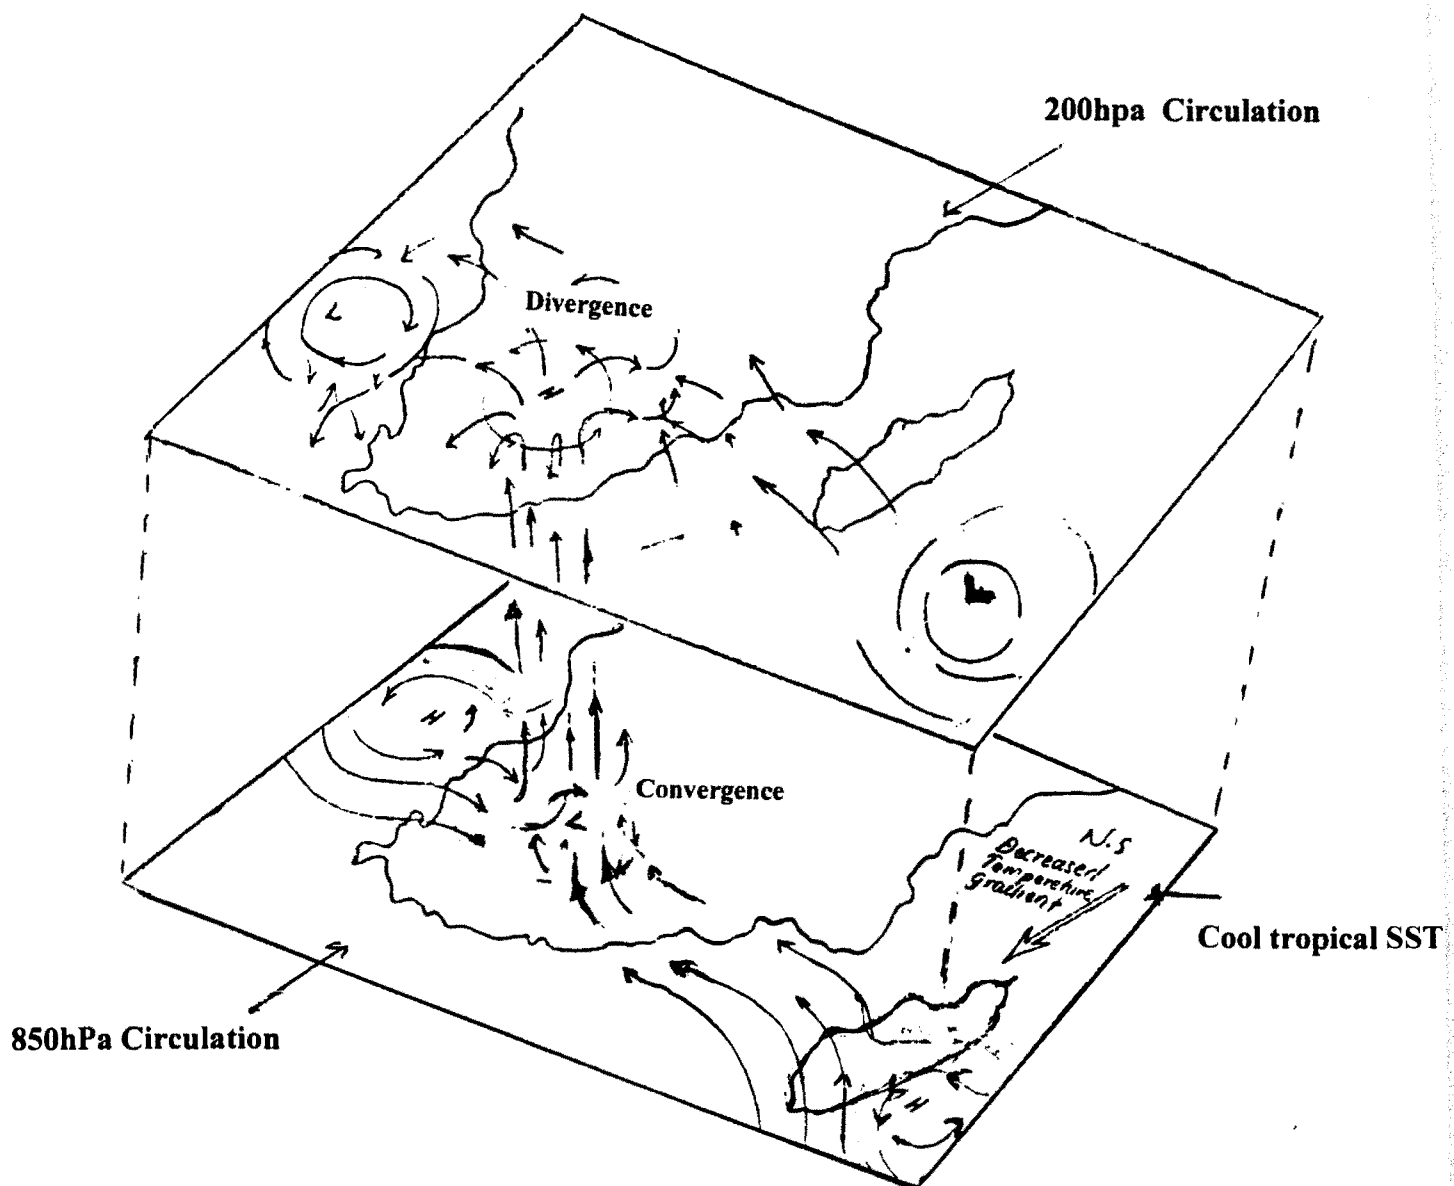 200hpa Circulation
L
Divergence
H
L
H
Convergence
L
N.S
Decreased
Temperature
gradient
Cool tropical SST
850hPa Circulation
H